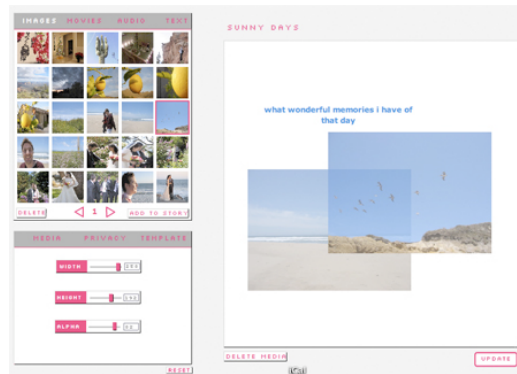 IMAGES MOVIES AUDIO TEXT
DELETE 1 ADD TO STORY
MEDIA PRIVACY TEMPLATE
WIDTH
HEIGHT
ALPHA
RESET
SUNNY DAYS
what wonderful memories i have of
that day
DELETE MEDIA
UPDATE